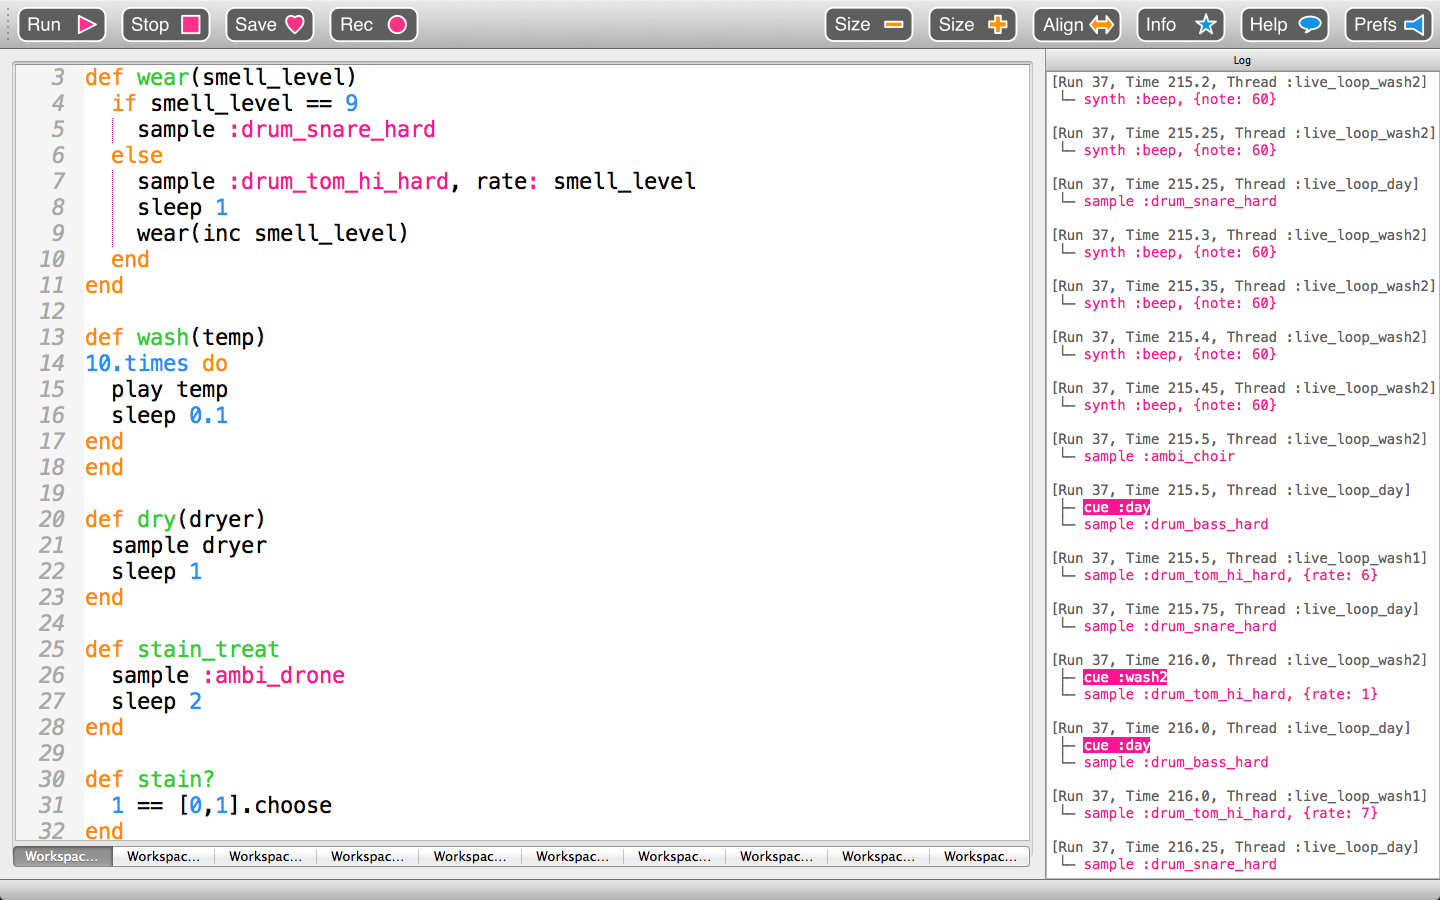 Run Stop Save Rec Size Size Align Info Help Prefs
3 def wear(smell_level)
4 if smell_level == 9
5 sample :drum_snare_hard
6 else
7 sample :drum_tom_hi_hard, rate: smell_level
8 sleep 1
9 wear(inc smell_level)
10 end
11 end
12
13 def wash(temp)
14 10.times do
15 play temp
16 sleep 0.1
17 end
18 end
19
20 def dry(dryer)
21 sample dryer
22 sleep 1
23 end
24
25 def stain_treat
26 sample :ambi_drone
27 sleep 2
28 end
29
30 def stain?
31 1 == [0,1].choose
32 end
Workspac... Workspac... Workspac... Workspac... Workspac... Workspac... Workspac... Workspac... Workspac... Workspac...
Log
[Run 37, Time 215.2, Thread :live_loop_wash2]
└─ synth :beep, {note: 60}
[Run 37, Time 215.25, Thread :live_loop_wash2]
└─ synth :beep, {note: 60}
[Run 37, Time 215.25, Thread :live_loop_day]
└─ sample :drum_snare_hard
[Run 37, Time 215.3, Thread :live_loop_wash2]
└─ synth :beep, {note: 60}
[Run 37, Time 215.35, Thread :live_loop_wash2]
└─ synth :beep, {note: 60}
[Run 37, Time 215.4, Thread :live_loop_wash2]
└─ synth :beep, {note: 60}
[Run 37, Time 215.45, Thread :live_loop_wash2]
└─ synth :beep, {note: 60}
[Run 37, Time 215.5, Thread :live_loop_wash2]
└─ sample :ambi_choir
[Run 37, Time 215.5, Thread :live_loop_day]
├─ cue :day
└─ sample :drum_bass_hard
[Run 37, Time 215.5, Thread :live_loop_wash1]
└─ sample :drum_tom_hi_hard, {rate: 6}
[Run 37, Time 215.75, Thread :live_loop_day]
└─ sample :drum_snare_hard
[Run 37, Time 216.0, Thread :live_loop_wash2]
├─ cue :wash2
└─ sample :drum_tom_hi_hard, {rate: 1}
[Run 37, Time 216.0, Thread :live_loop_day]
├─ cue :day
└─ sample :drum_bass_hard
[Run 37, Time 216.0, Thread :live_loop_wash1]
└─ sample :drum_tom_hi_hard, {rate: 7}
[Run 37, Time 216.25, Thread :live_loop_day]
└─ sample :drum_snare_hard